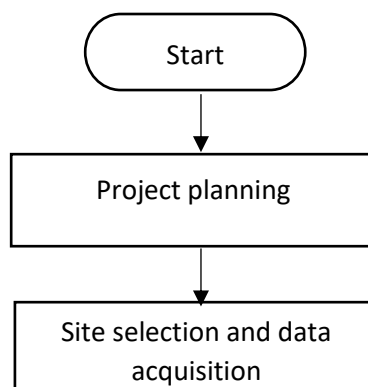 Start
Project planning
Site selection and data
acquisition